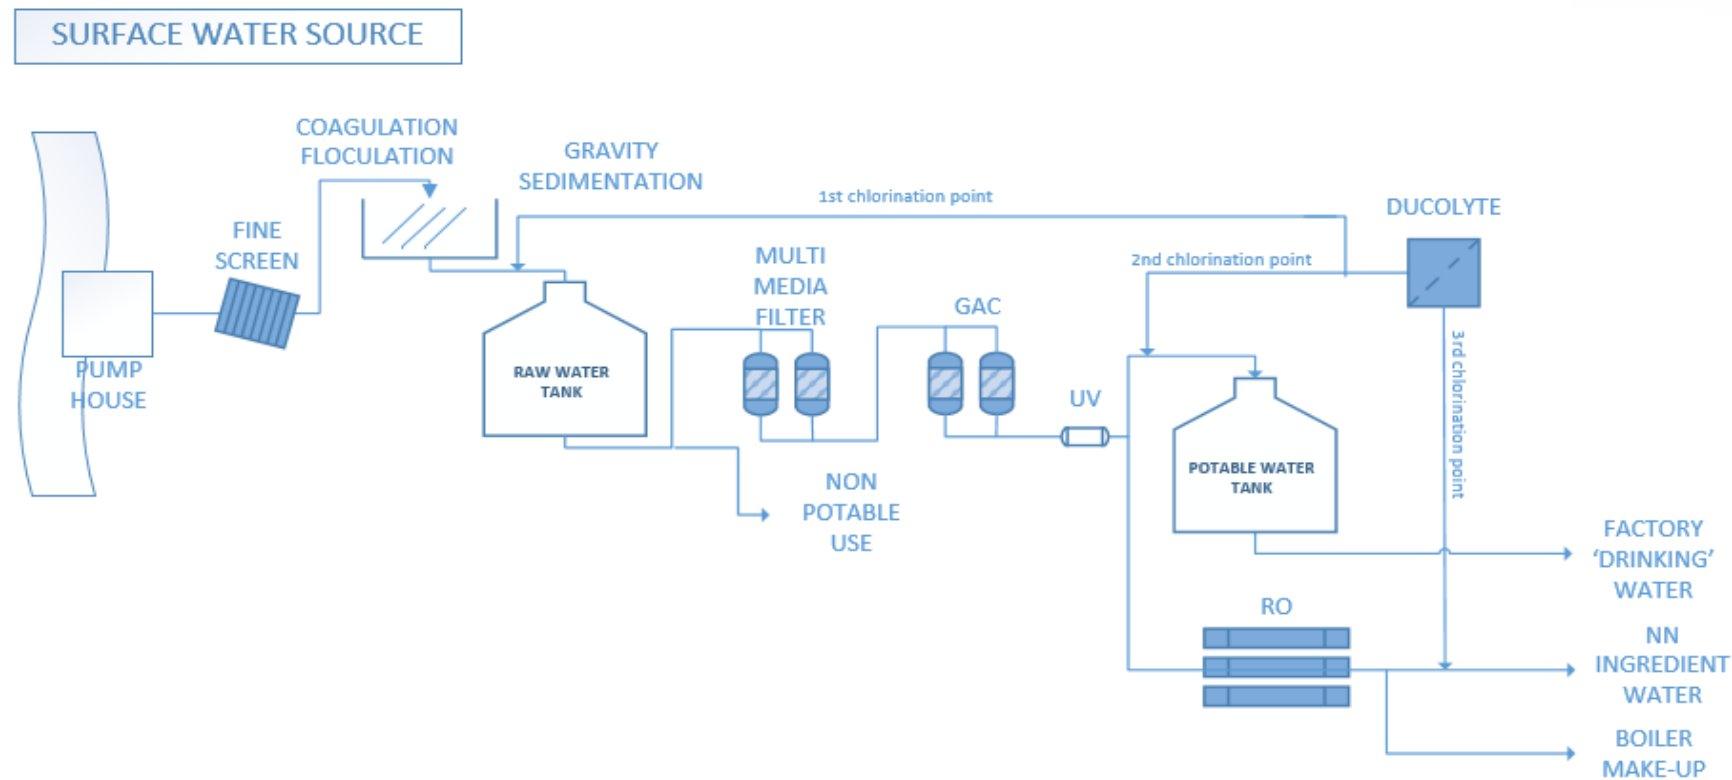 SURFACE WATER SOURCE
COAGULATION
FLOCULATION
GRAVITY
SEDIMENTATION
1st chlorination point
DUCOLYTE
FINE
SCREEN
MULTI
MEDIA
FILTER
2nd chlorination point
GAC
PUMP
HOUSE
RAW WATER
TANK
UV
3rd chlorination point
NON
POTABLE
USE
POTABLE WATER
TANK
FACTORY
‘DRINKING’
WATER
RO
NN
INGREDIENT
WATER
BOILER
MAKE-UP